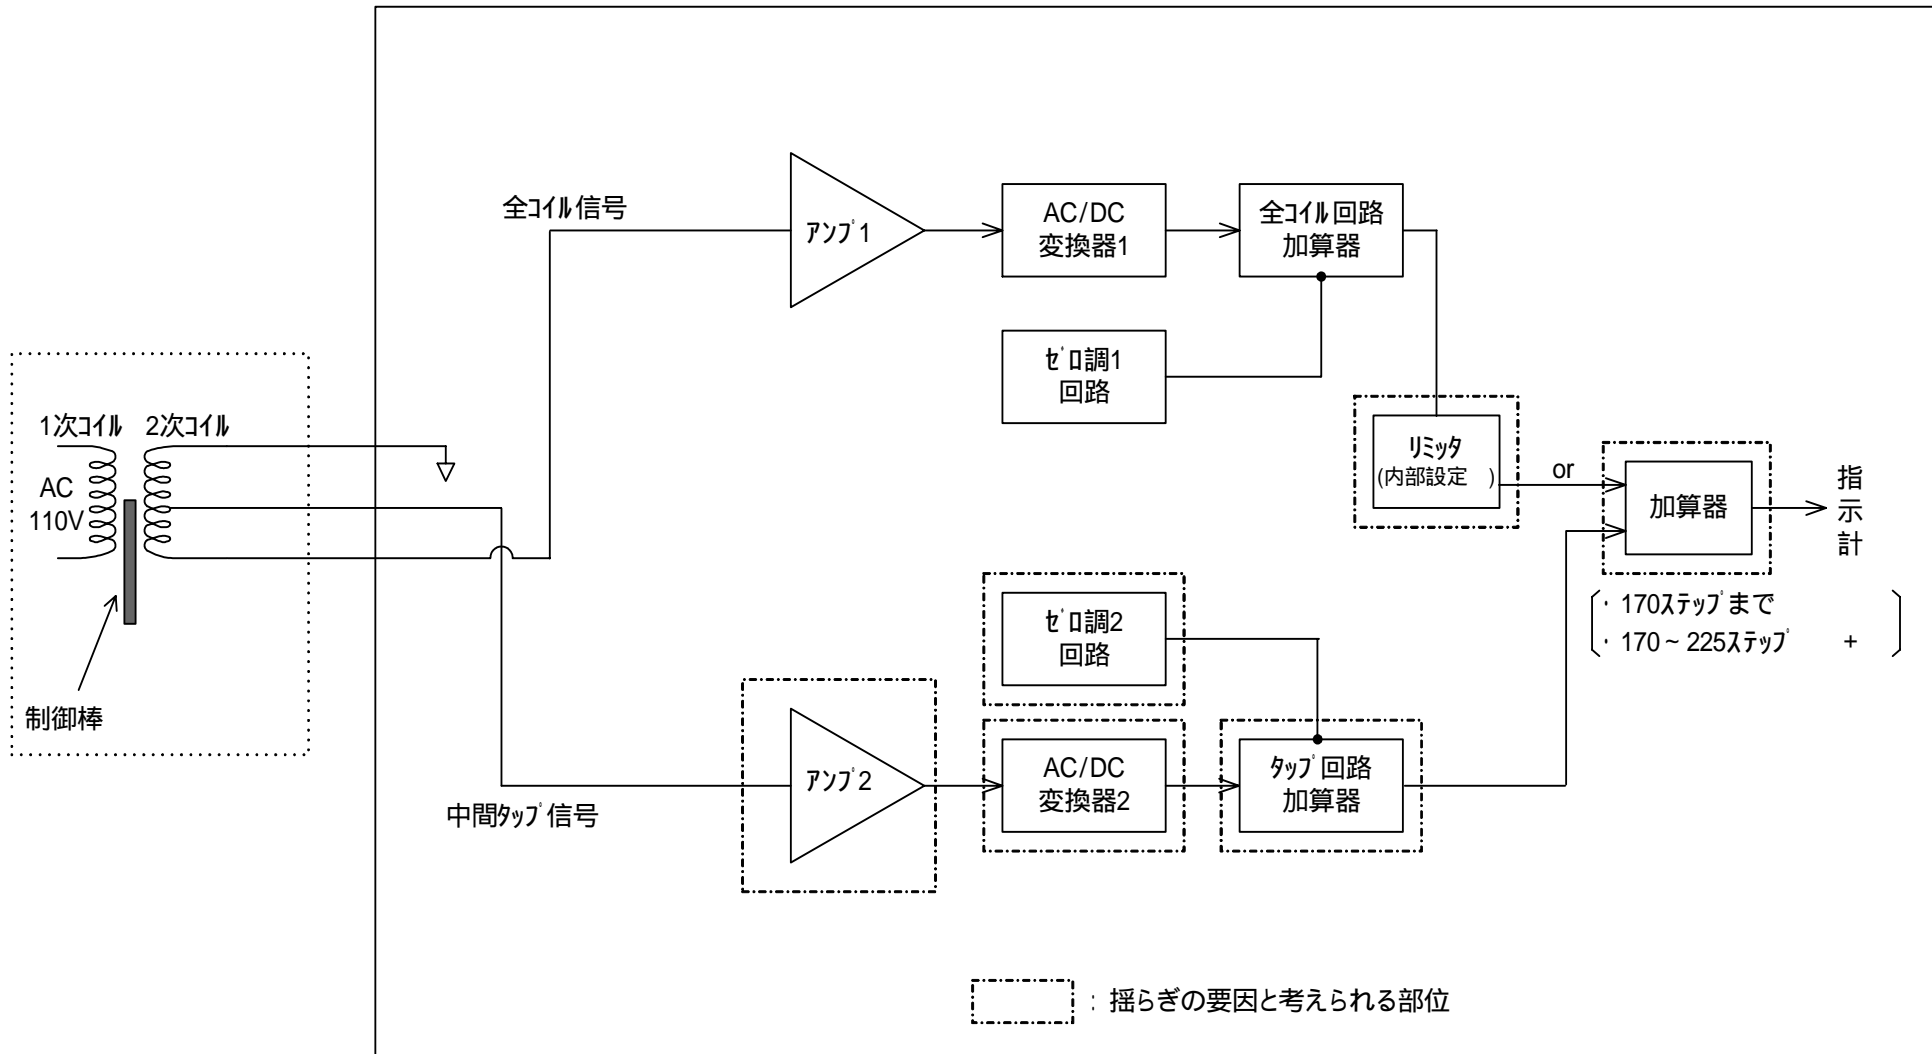 全コイル信号
アンプ1
AC/DC
変換器1
全コイル回路
加算器
ゼロ調1
回路
1次コイル
2次コイル
AC
110V
制御棒
リミッタ
(内部設定 )
or
加算器
指示計
・170ステップまで
・170~225ステップ +
ゼロ調2
回路
中間タップ信号
アンプ2
AC/DC
変換器2
タップ回路
加算器
: 揺らぎの要因と考えられる部位